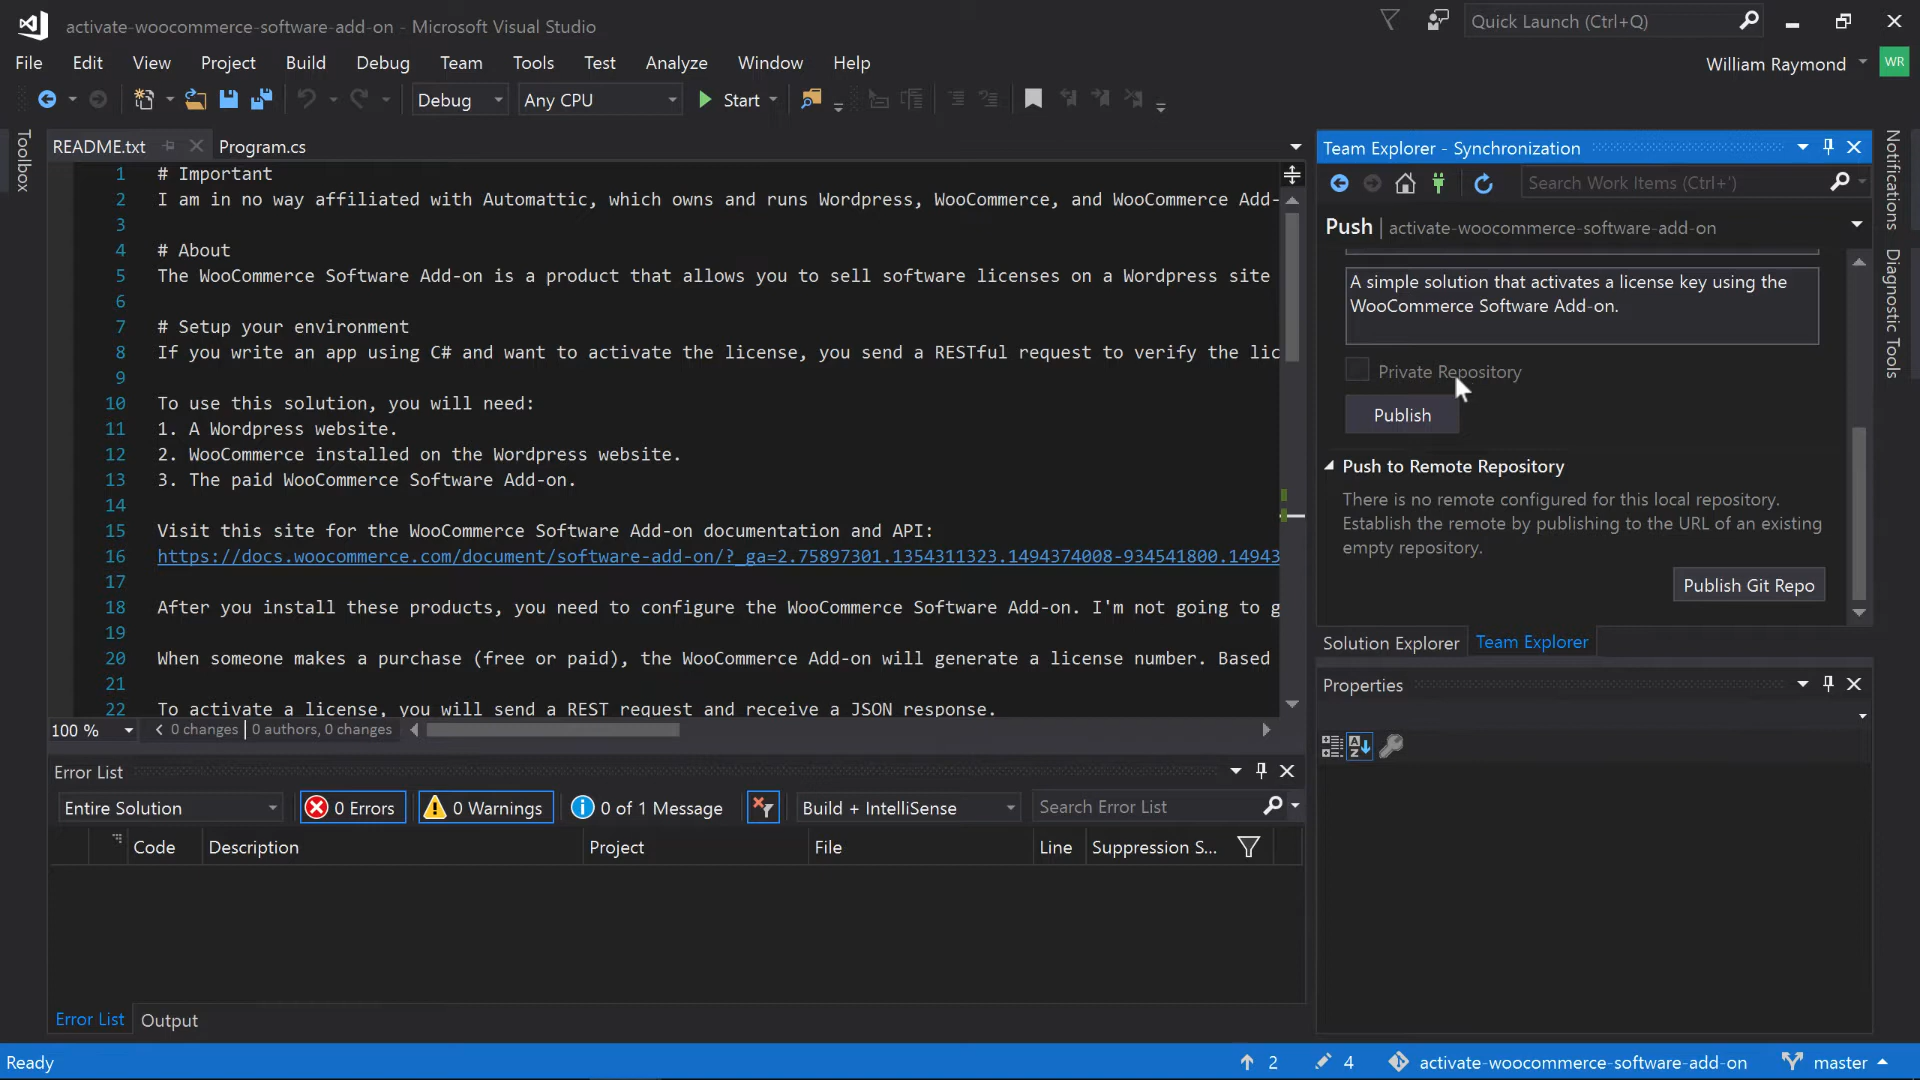 activate-woocommerce-software-add-on - Microsoft Visual Studio
Quick Launch (Ctrl+Q)
File Edit View Project Build Debug Team Tools Test Analyze Window Help
William Raymond
WR
Debug
Any CPU
Start
Toolbox
README.txt
Program.cs
1 # Important
2 I am in no way affiliated with Automattic, which owns and runs Wordpress, WooCommerce, and WooCommerce Add-
3
4 # About
5 The WooCommerce Software Add-on is a product that allows you to sell software licenses on a Wordpress site
6
7 # Setup your environment
8 If you write an app using C# and want to activate the license, you send a RESTful request to verify the lic
9
10 To use this solution, you will need:
11 1. A Wordpress website.
12 2. WooCommerce installed on the Wordpress website.
13 3. The paid WooCommerce Software Add-on.
14
15 Visit this site for the WooCommerce Software Add-on documentation and API:
16 https://docs.woocommerce.com/document/software-add-on/?_ga=2.75897301.1354311323.1494374008-934541800.14943
17
18 After you install these products, you need to configure the WooCommerce Software Add-on. I'm not going to g
19
20 When someone makes a purchase (free or paid), the WooCommerce Add-on will generate a license number. Based
21
22 To activate a license, you will send a REST request and receive a JSON response.
100 %
0 changes | 0 authors, 0 changes
Team Explorer - Synchronization
Search Work Items (Ctrl+')
Push | activate-woocommerce-software-add-on
A simple solution that activates a license key using the
WooCommerce Software Add-on.
Private Repository
Publish
Push to Remote Repository
There is no remote configured for this local repository.
Establish the remote by publishing to the URL of an existing
empty repository.
Publish Git Repo
Solution Explorer
Team Explorer
Properties
Notifications
Diagnostic Tools
Error List
Entire Solution
0 Errors
0 Warnings
0 of 1 Message
Build + IntelliSense
Search Error List
Code
Description
Project
File
Line
Suppression S...
Error List
Output
Ready
2
4
activate-woocommerce-software-add-on
master